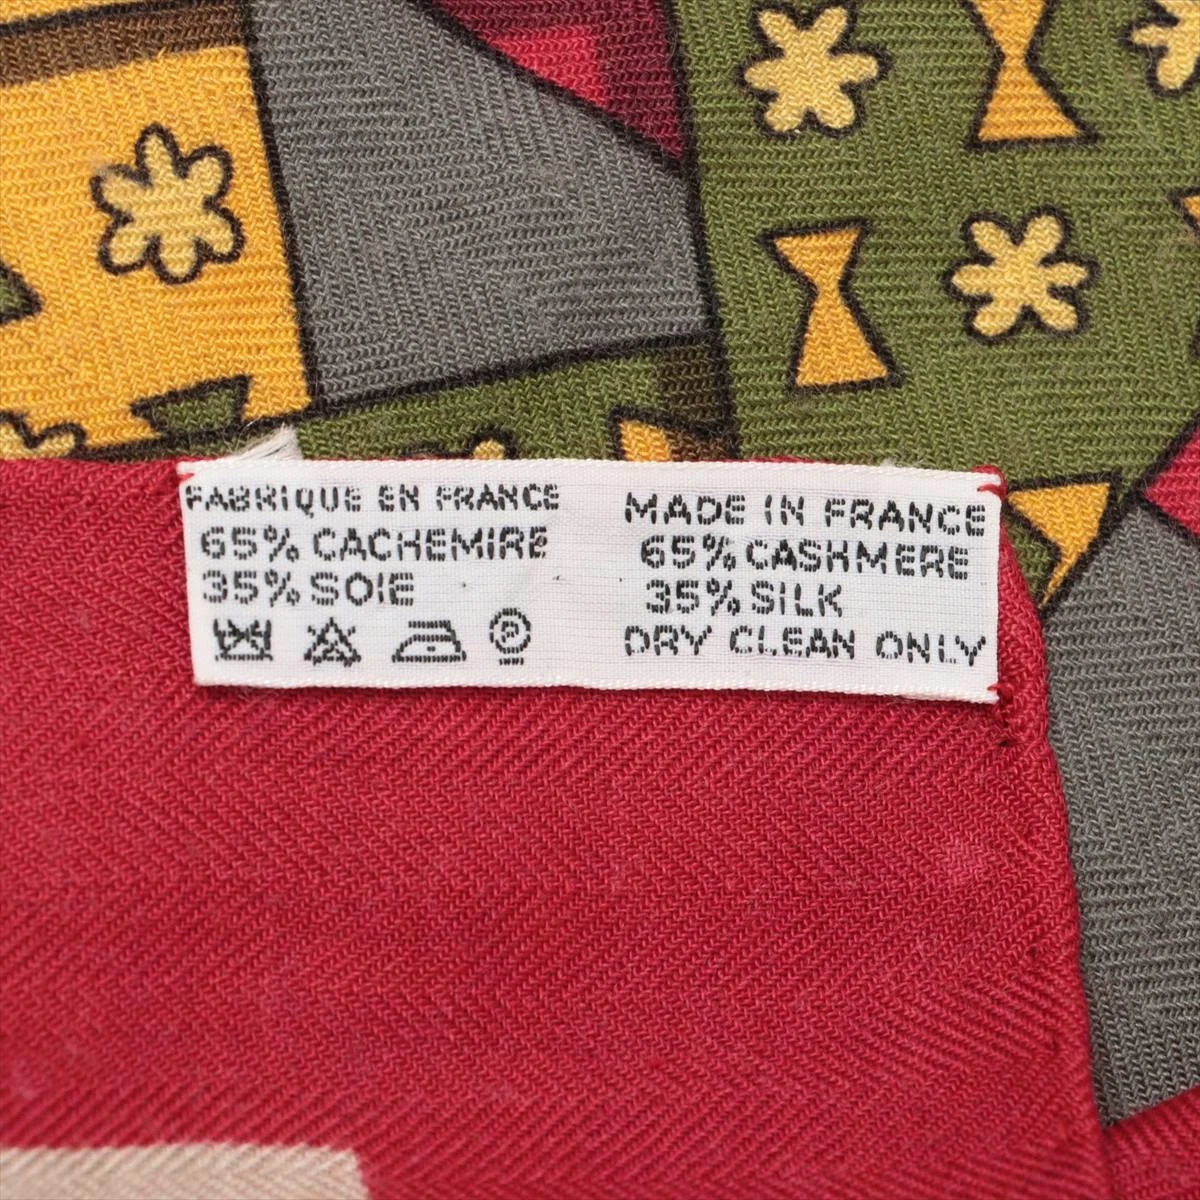 FABRIQUE EN FRANCE
65% CACHEMIRE
35% SOIE
P
MADE IN FRANCE
65% CASHMERE
35% SILK
DRY CLEAN ONLY